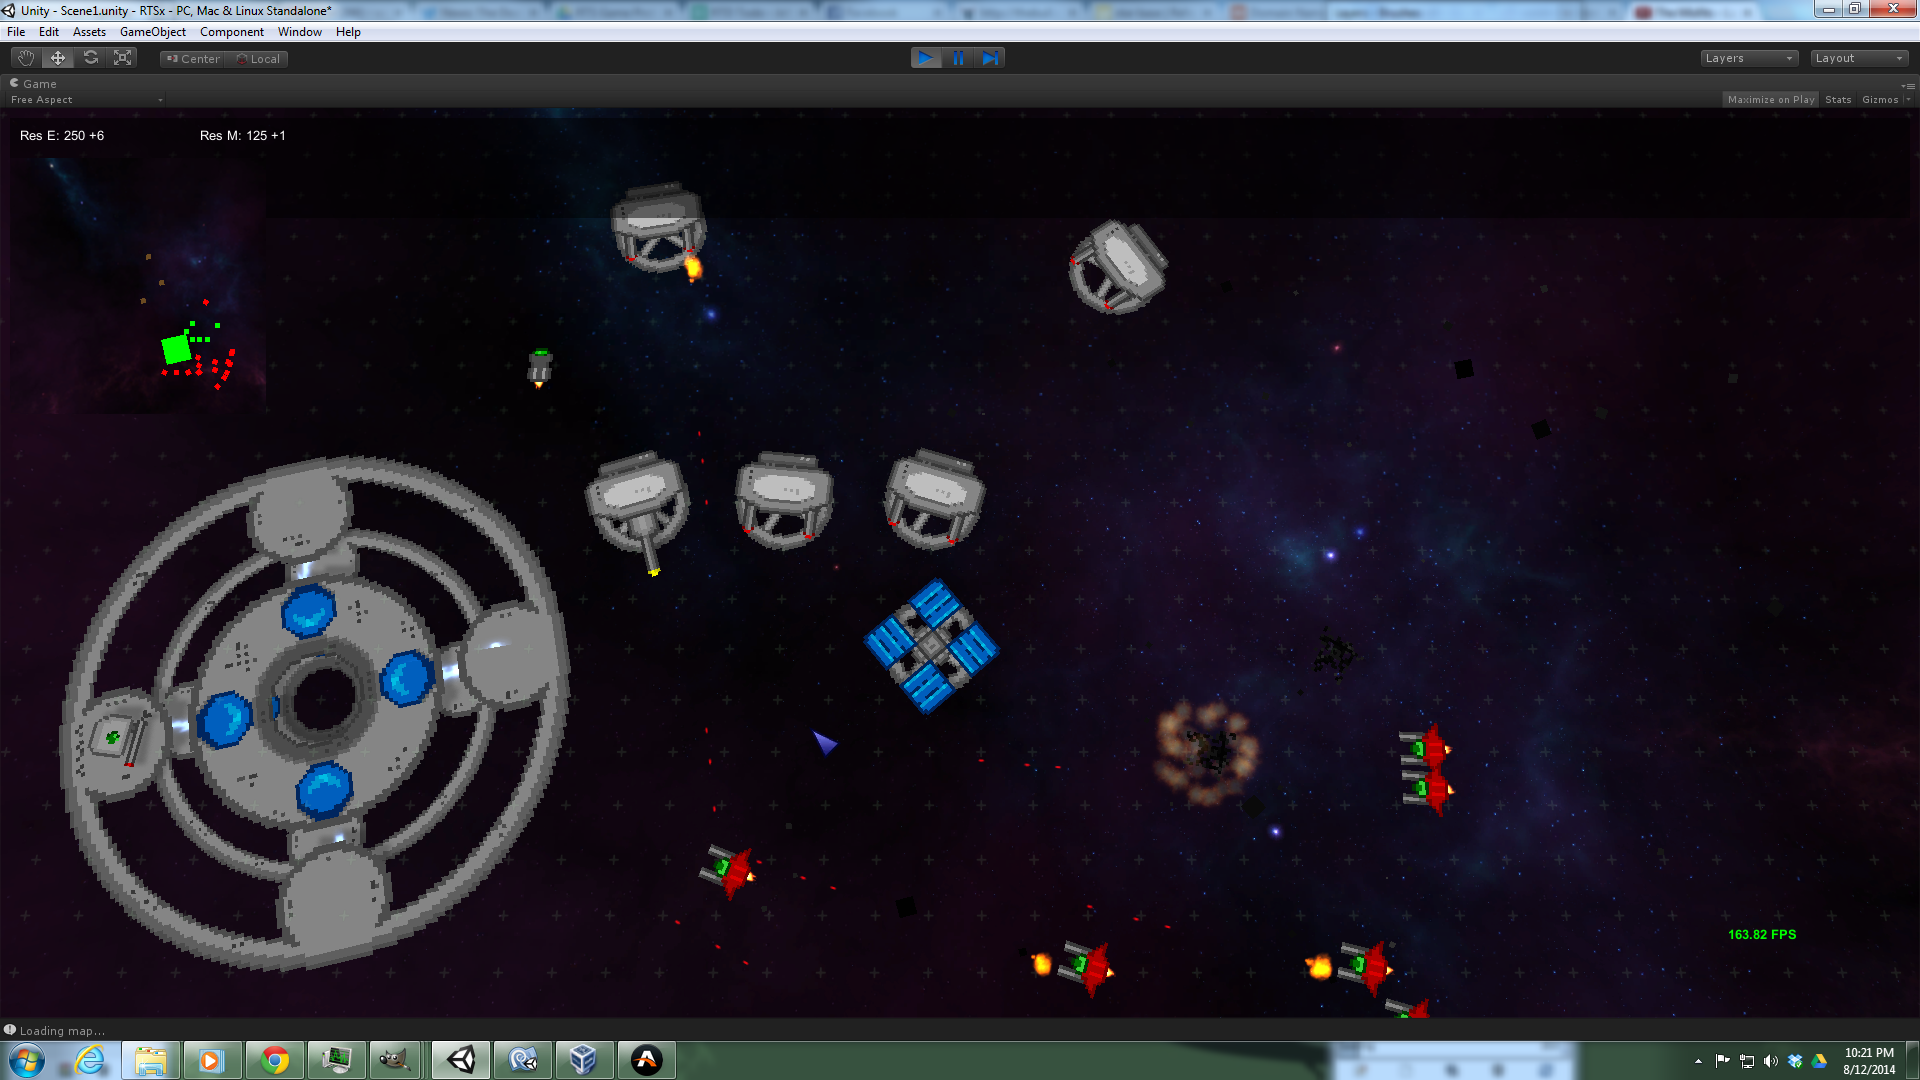 Unity - Scene1.unity - RTSx - PC, Mac & Linux Standalone*
File Edit Assets GameObject Component Window Help
Center Local Layers Layout
Game
Free Aspect Maximize on Play Stats Gizmos
Res E: 250 +6 Res M: 125 +1
163.82 FPS
Loading map...
10:21 PM
8/12/2014